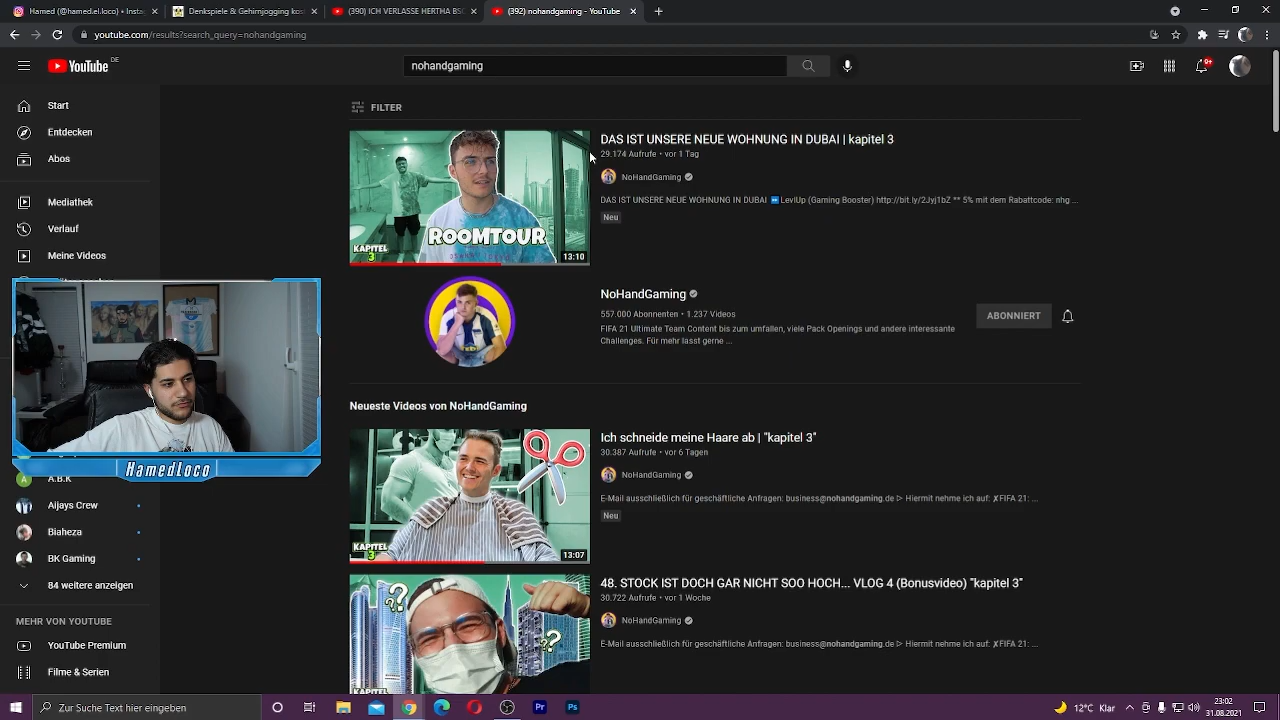 Hamed (@hamed.el.loco) • Insta
Denkspiele & Gehirnjogging kos
(390) ICH VERLASSE HERTHA BSC
(392) nohandgaming - YouTube
youtube.com/results?search_query=nohandgaming
YouTube DE
nohandgaming
9+
Start
Entdecken
Abos
Mediathek
Verlauf
Meine Videos
HamedLoco
A.B.K
Aljays Crew
Biaheza
BK Gaming
84 weitere anzeigen
MEHR VON YOUTUBE
YouTube Premium
Filme & Serien
FILTER
ROOMTOUR
KAPITEL
3
13:10
DAS IST UNSERE NEUE WOHNUNG IN DUBAI | kapitel 3
29.174 Aufrufe • vor 1 Tag
NoHandGaming
DAS IST UNSERE NEUE WOHNUNG IN DUBAI ⏩ LevlUp (Gaming Booster) http://bit.ly/2Jyj1bZ ** 5% mit dem Rabattcode: nhg ...
Neu
NoHandGaming
557.000 Abonnenten • 1.237 Videos
FIFA 21 Ultimate Team Content bis zum umfallen, viele Pack Openings und andere interessante
Challenges. Für mehr lasst gerne ...
ABONNIERT
Neueste Videos von NoHandGaming
KAPITEL
3
13:07
Ich schneide meine Haare ab | "kapitel 3"
30.387 Aufrufe • vor 6 Tagen
NoHandGaming
E-Mail ausschließlich für geschäftliche Anfragen: business@nohandgaming.de ▷ Hiermit nehme ich auf: ✗FIFA 21: ...
Neu
??
??
KAPITEL
48. STOCK IST DOCH GAR NICHT SOO HOCH... VLOG 4 (Bonusvideo) "kapitel 3"
30.722 Aufrufe • vor 1 Woche
NoHandGaming
E-Mail ausschließlich für geschäftliche Anfragen: business@nohandgaming.de ▷ Hiermit nehme ich auf: ✗FIFA 21: ...
Zur Suche Text hier eingeben
Pr
Ps
12°C Klar
23:02
31.08.2021